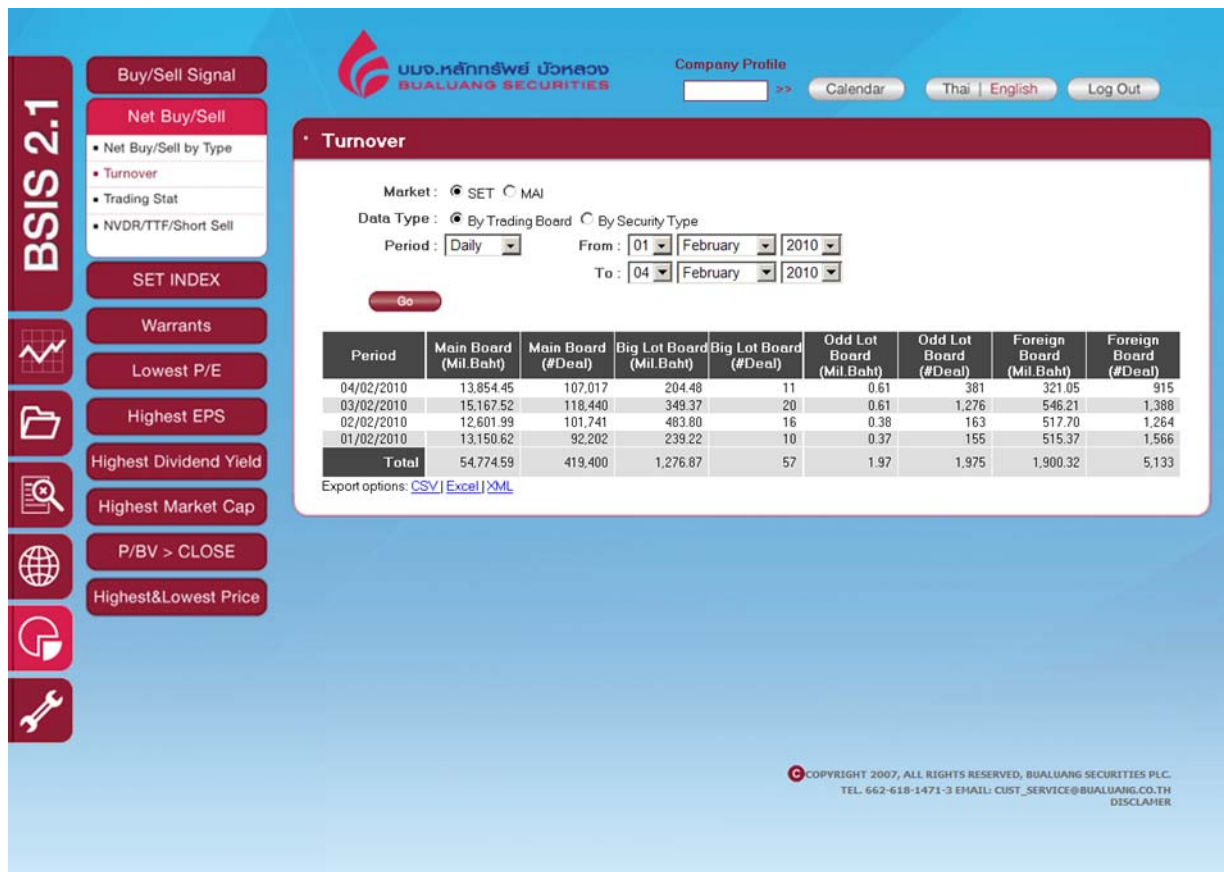 BSIS 2.1
Buy/Sell Signal
Net Buy/Sell
Net Buy/Sell by Type
Turnover
Trading Stat
NVDR/TTF/Short Sell
SET INDEX
Warrants
Lowest P/E
Highest EPS
Highest Dividend Yield
Highest Market Cap
P/BV > CLOSE
Highest&Lowest Price
บมจ.หลักทรัพย์ บัวหลวง
BUALUANG SECURITIES
Company Profile
>> Calendar Thai | English Log Out
Turnover
Market : SET MAI
Data Type : By Trading Board By Security Type
Period : Daily From : 01 February 2010
To : 04 February 2010
Go
Period Main Board (Mil.Baht) Main Board (#Deal) Big Lot Board (Mil.Baht) Big Lot Board (#Deal) Odd Lot Board (Mil.Baht) Odd Lot Board (#Deal) Foreign Board (Mil.Baht) Foreign Board (#Deal)
04/02/2010 13,854.45 107,017 204.48 11 0.61 381 321.05 915
03/02/2010 15,167.52 118,440 349.37 20 0.61 1,276 546.21 1,388
02/02/2010 12,601.99 101,741 483.80 16 0.38 163 517.70 1,264
01/02/2010 13,150.62 92,202 239.22 10 0.37 155 515.37 1,566
Total 54,774.59 419,400 1,276.87 57 1.97 1,975 1,900.32 5,133
Export options: CSV | Excel | XML
C COPYRIGHT 2007, ALL RIGHTS RESERVED, BUALUANG SECURITIES PLC.
TEL. 662-618-1471-3 EMAIL: CUST_SERVICE@BUALUANG.CO.TH
DISCLAMER